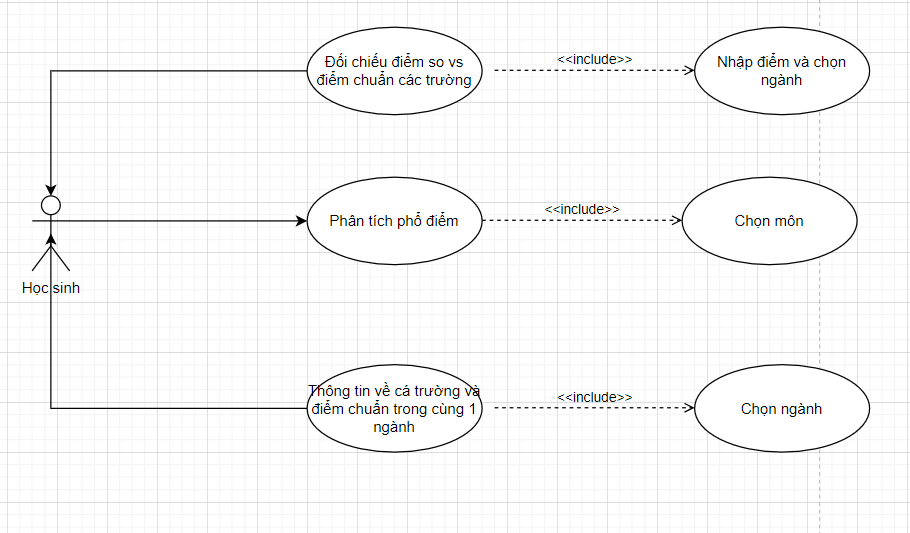 Đối chiếu điểm so vs
điểm chuẩn các trường
<<include>>
Nhập điểm và chọn
ngành
Phân tích phổ điểm
<<include>>
Chọn môn
Học sinh
Thông tin về cá trường và
điểm chuẩn trong cùng 1
ngành
<<include>>
Chọn ngành